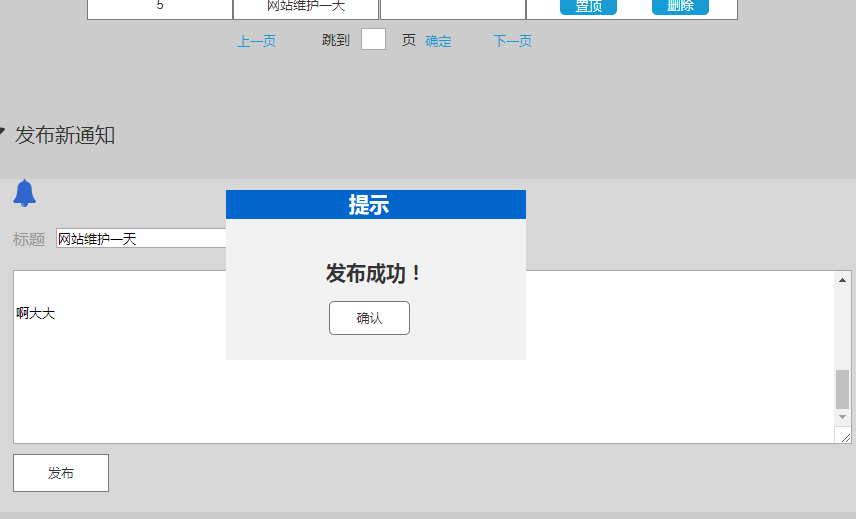 5 网站维护一天 置顶 删除
上一页 跳到 页 确定 下一页
发布新通知
提示
标题 网站维护一天
发布成功！
啊大大
确认
发布